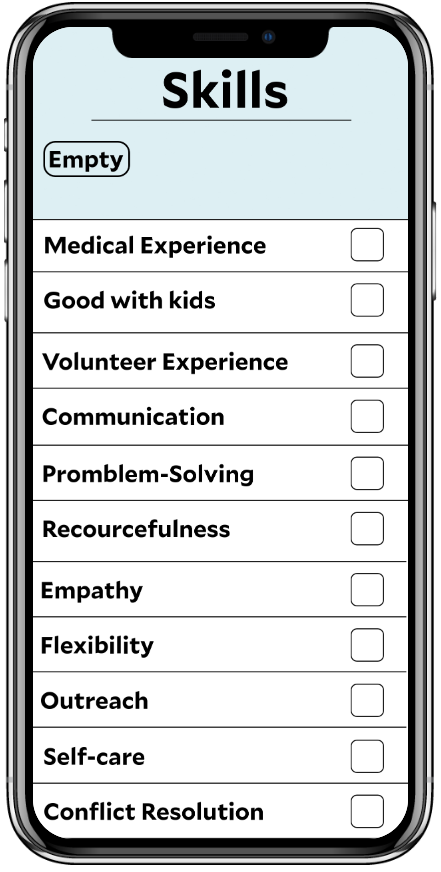 Skills
Empty
Medical Experience
Good with kids
Volunteer Experience
Communication
Promblem-Solving
Recourcefulness
Empathy
Flexibility
Outreach
Self-care
Conflict Resolution